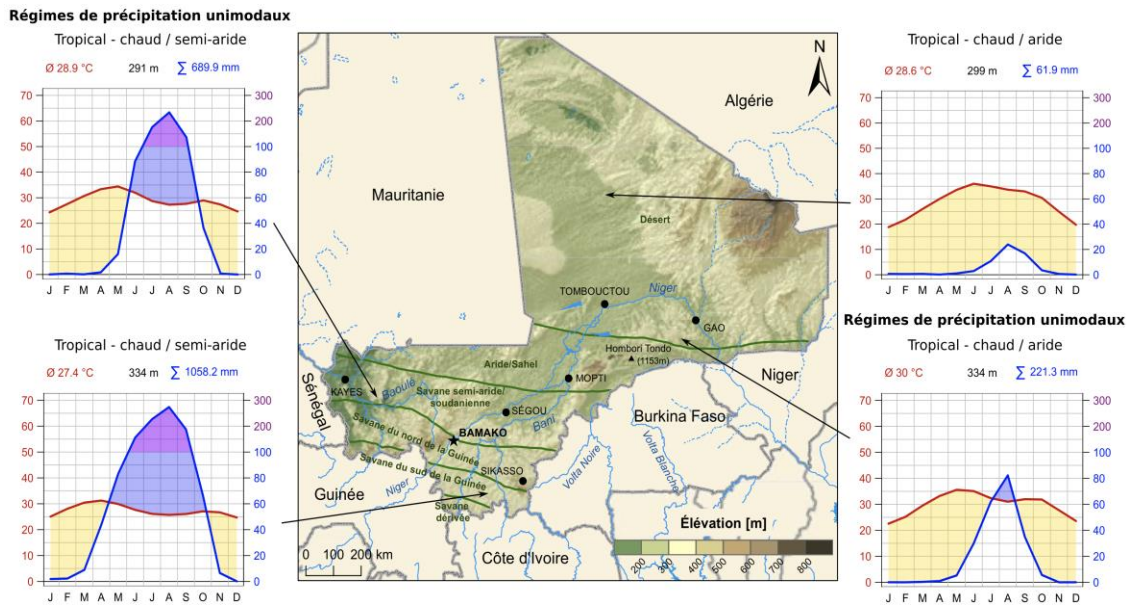 Régimes de précipitation unimodaux
Tropical - chaud / semi-aride
Ø 28.9 °C 291 m ∑ 689.9 mm
70 300
60 200
50 100
40 80
30 60
20 40
10 20
0 0
J F M A M J J A S O N D
Tropical - chaud / semi-aride
Ø 27.4 °C 334 m ∑ 1058.2 mm
70 300
60 200
50 100
40 80
30 60
20 40
10 20
0 0
J F M A M J J A S O N D
N
Algérie
Mauritanie
Désert
TOMBOUCTOU
Niger
GAO
Hombori Tondo
(1153m)
Aride/Sahel
MOPTI
Niger
Sénégal
KAYES
Baoulé
Savane semi-aride/
soudanienne
SÉGOU
Bani
Burkina Faso
BAMAKO
Savane du nord de la Guinée
Savane du sud de la Guinée
SIKASSO
Volta Noire
Volta Blanche
Guinée
Niger
Savane
dérivée
Côte d'Ivoire
0 100 200 km
Élévation [m]
200 300 400 500 600 700 800
Tropical - chaud / aride
Ø 28.6 °C 299 m ∑ 61.9 mm
70 300
60 200
50 100
40 80
30 60
20 40
10 20
0 0
J F M A M J J A S O N D
Régimes de précipitation unimodaux
Tropical - chaud / aride
Ø 30 °C 334 m ∑ 221.3 mm
70 300
60 200
50 100
40 80
30 60
20 40
10 20
0 0
J F M A M J J A S O N D